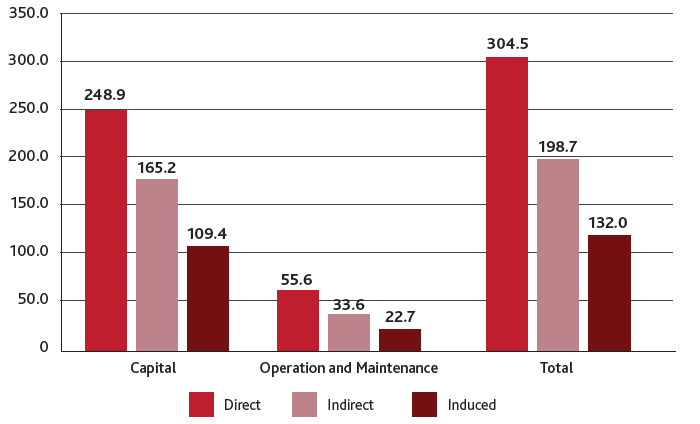 350.0
300.0
250.0
200.0
150.0
100.0
50.0
0
248.9
165.2
109.4
55.6
33.6
22.7
304.5
198.7
132.0
Capital
Operation and Maintenance
Total
Direct
Indirect
Induced